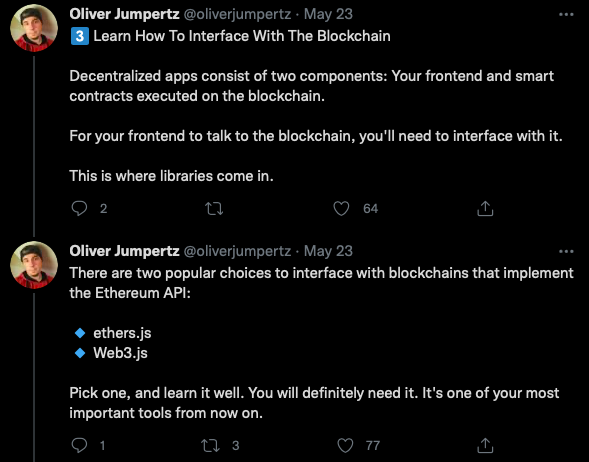 Oliver Jumpertz @oliverjumpertz · May 23
3️⃣ Learn How To Interface With The Blockchain
Decentralized apps consist of two components: Your frontend and smart
contracts executed on the blockchain.
For your frontend to talk to the blockchain, you'll need to interface with it.
This is where libraries come in.
2 64
Oliver Jumpertz @oliverjumpertz · May 23
There are two popular choices to interface with blockchains that implement
the Ethereum API:
🔹 ethers.js
🔹 Web3.js
Pick one, and learn it well. You will definitely need it. It's one of your most
important tools from now on.
1 3 77